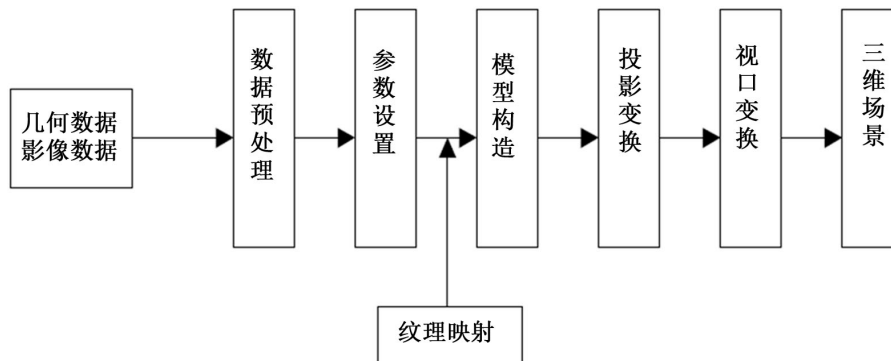 几何数据
影像数据
数据预处理
参数设置
模型构造
投影变换
视口变换
三维场景
纹理映射